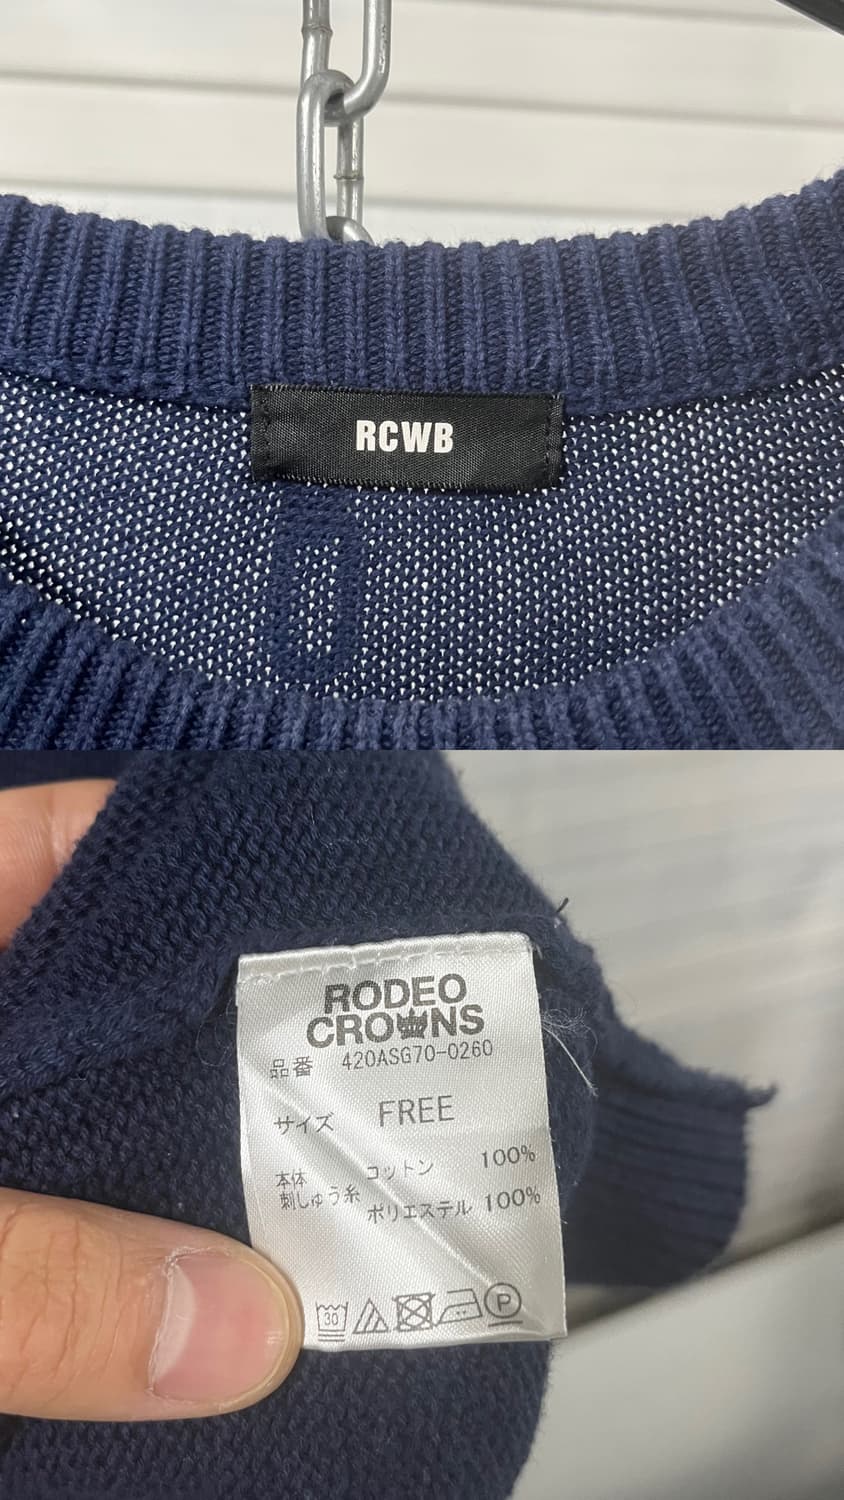 RCWB
RODEO
CROWNS
品番 420ASG70-0260
サイズ FREE
本体 コットン 100%
刺しゅう糸 ポリエステル 100%
30
P